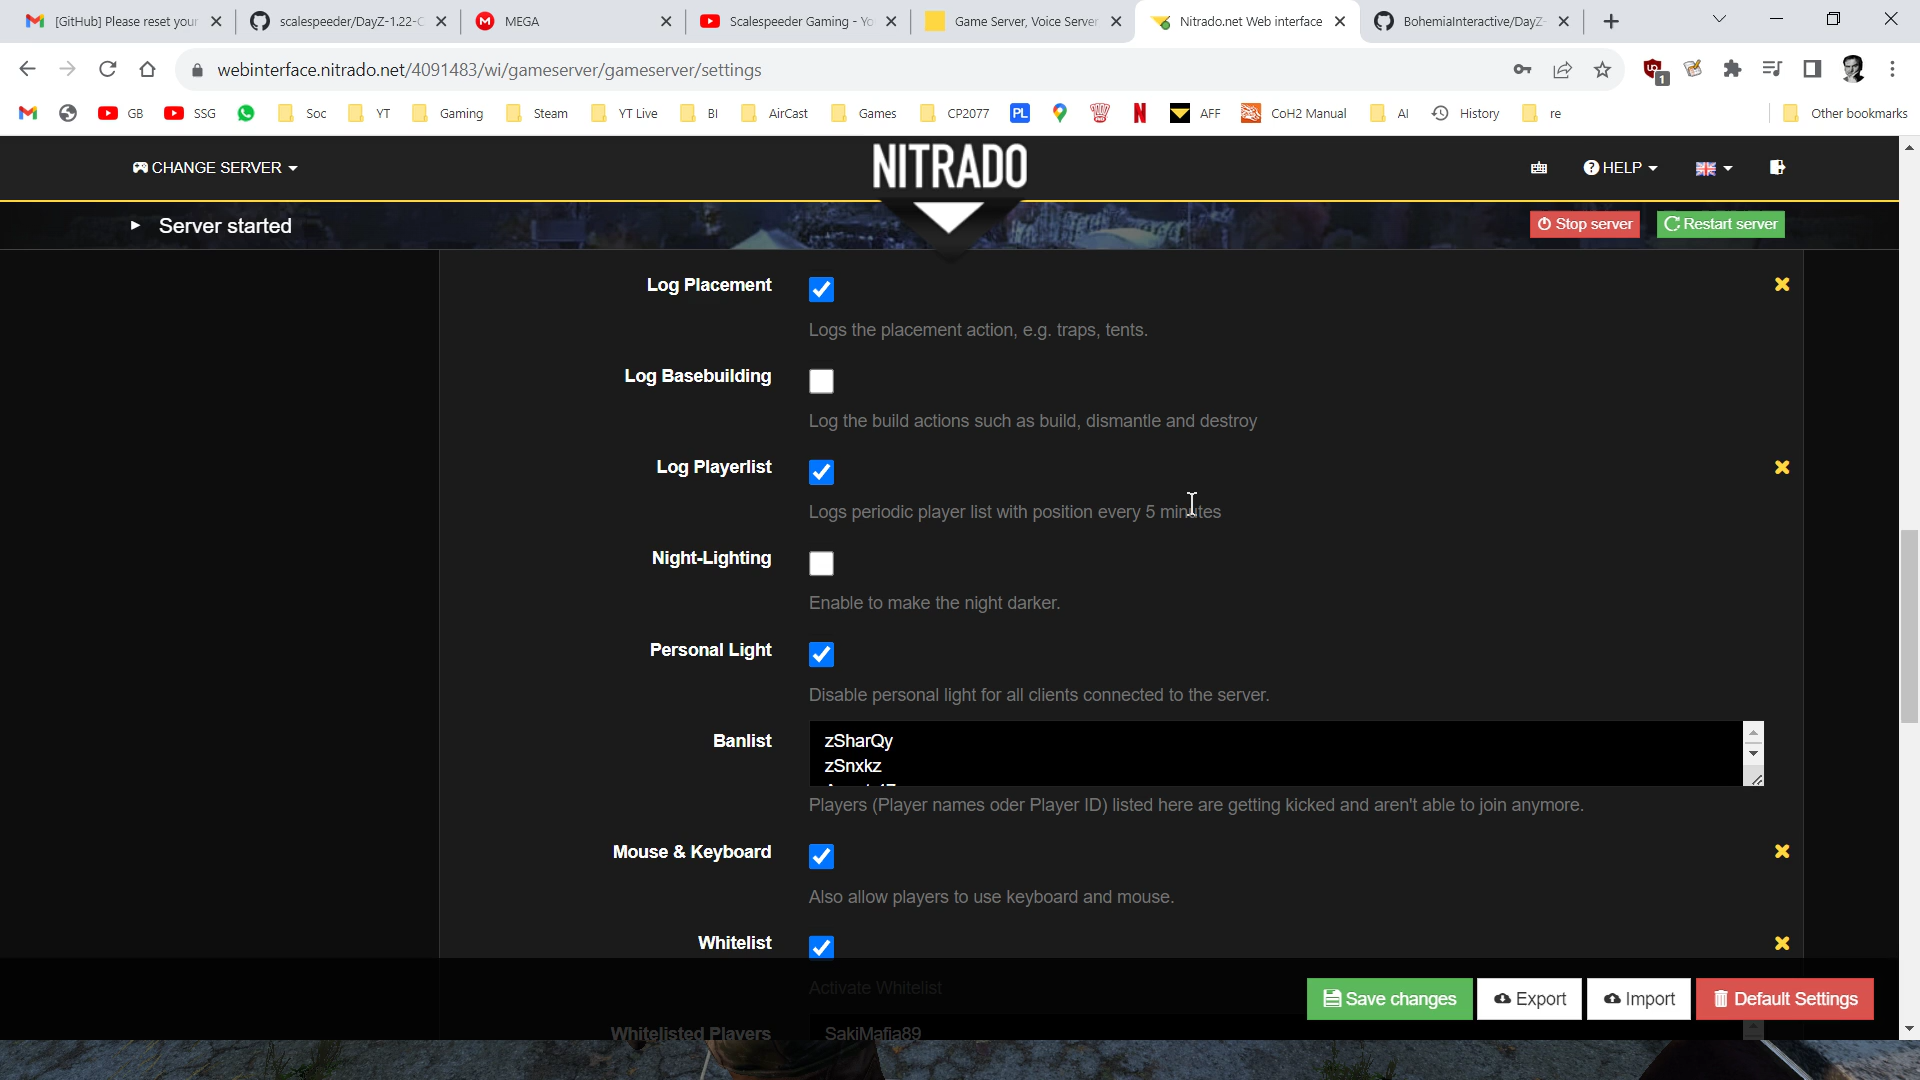 [GitHub] Please reset your
scalespeeder/DayZ-1.22-C
MEGA
Scalespeeder Gaming - Yo
Game Server, Voice Server
Nitrado.net Web interface
BohemiaInteractive/DayZ-
webinterface.nitrado.net/4091483/wi/gameserver/gameserver/settings
1
GB
SSG
Soc
YT
Gaming
Steam
YT Live
BI
AirCast
Games
CP2077
PL
AFF
CoH2 Manual
AI
History
re
Other bookmarks
CHANGE SERVER
NITRADO
HELP
Server started
Stop server
Restart server
Log Placement
Logs the placement action, e.g. traps, tents.
Log Basebuilding
Log the build actions such as build, dismantle and destroy
Log Playerlist
Logs periodic player list with position every 5 minutes
Night-Lighting
Enable to make the night darker.
Personal Light
Disable personal light for all clients connected to the server.
Banlist
zSharQy
zSnxkz
Players (Player names oder Player ID) listed here are getting kicked and aren't able to join anymore.
Mouse & Keyboard
Also allow players to use keyboard and mouse.
Whitelist
Activate Whitelist
Save changes
Export
Import
Default Settings
Whitelisted Players
SakiMafia89